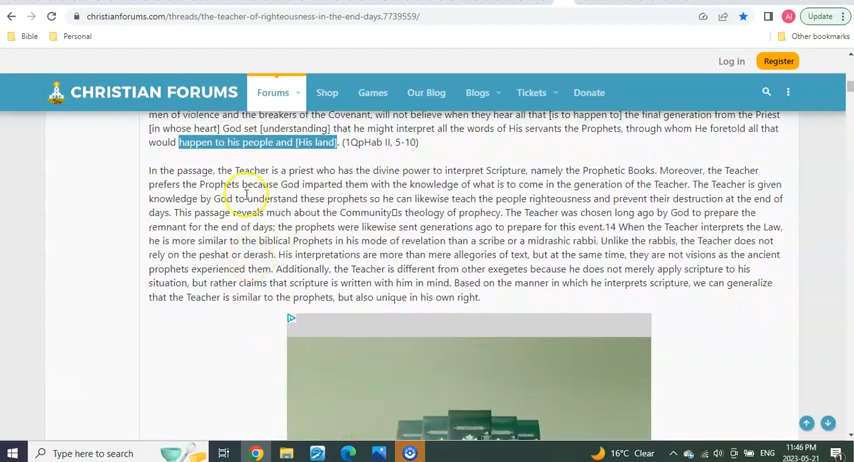 christianforums.com/threads/the-teacher-of-righteousness-in-the-end-days.7739559/
AI
Update
Bible
Personal
Other bookmarks
Log in
Register
CHRISTIAN FORUMS
Forums
Shop
Games
Our Blog
Blogs
Tickets
Donate
men of violence and the breakers of the Covenant, will not believe when they hear all that [is to happen to] the final generation from the Priest
[in whose heart] God set [understanding] that he might interpret all the words of His servants the Prophets, through whom He foretold all that
would happen to his people and [His land]. (1QpHab II, 5-10)
In the passage, the Teacher is a priest who has the divine power to interpret Scripture, namely the Prophetic Books. Moreover, the Teacher
prefers the Prophets because God imparted them with the knowledge of what is to come in the generation of the Teacher. The Teacher is given
knowledge by God to understand these prophets so he can likewise teach the people righteousness and prevent their destruction at the end of
days. This passage reveals much about the Community▯s theology of prophecy. The Teacher was chosen long ago by God to prepare the
remnant for the end of days; the prophets were likewise sent generations ago to prepare for this event.14 When the Teacher interprets the Law,
he is more similar to the biblical Prophets in his mode of revelation than a scribe or a midrashic rabbi. Unlike the rabbis, the Teacher does not
rely on the peshat or derash. His interpretations are more than mere allegories of text, but at the same time, they are not visions as the ancient
prophets experienced them. Additionally, the Teacher is different from other exegetes because he does not merely apply scripture to his
situation, but rather claims that scripture is written with him in mind. Based on the manner in which he interprets scripture, we can generalize
that the Teacher is similar to the prophets, but also unique in his own right.
Type here to search
16°C Clear
ENG
11:46 PM
2023-05-21